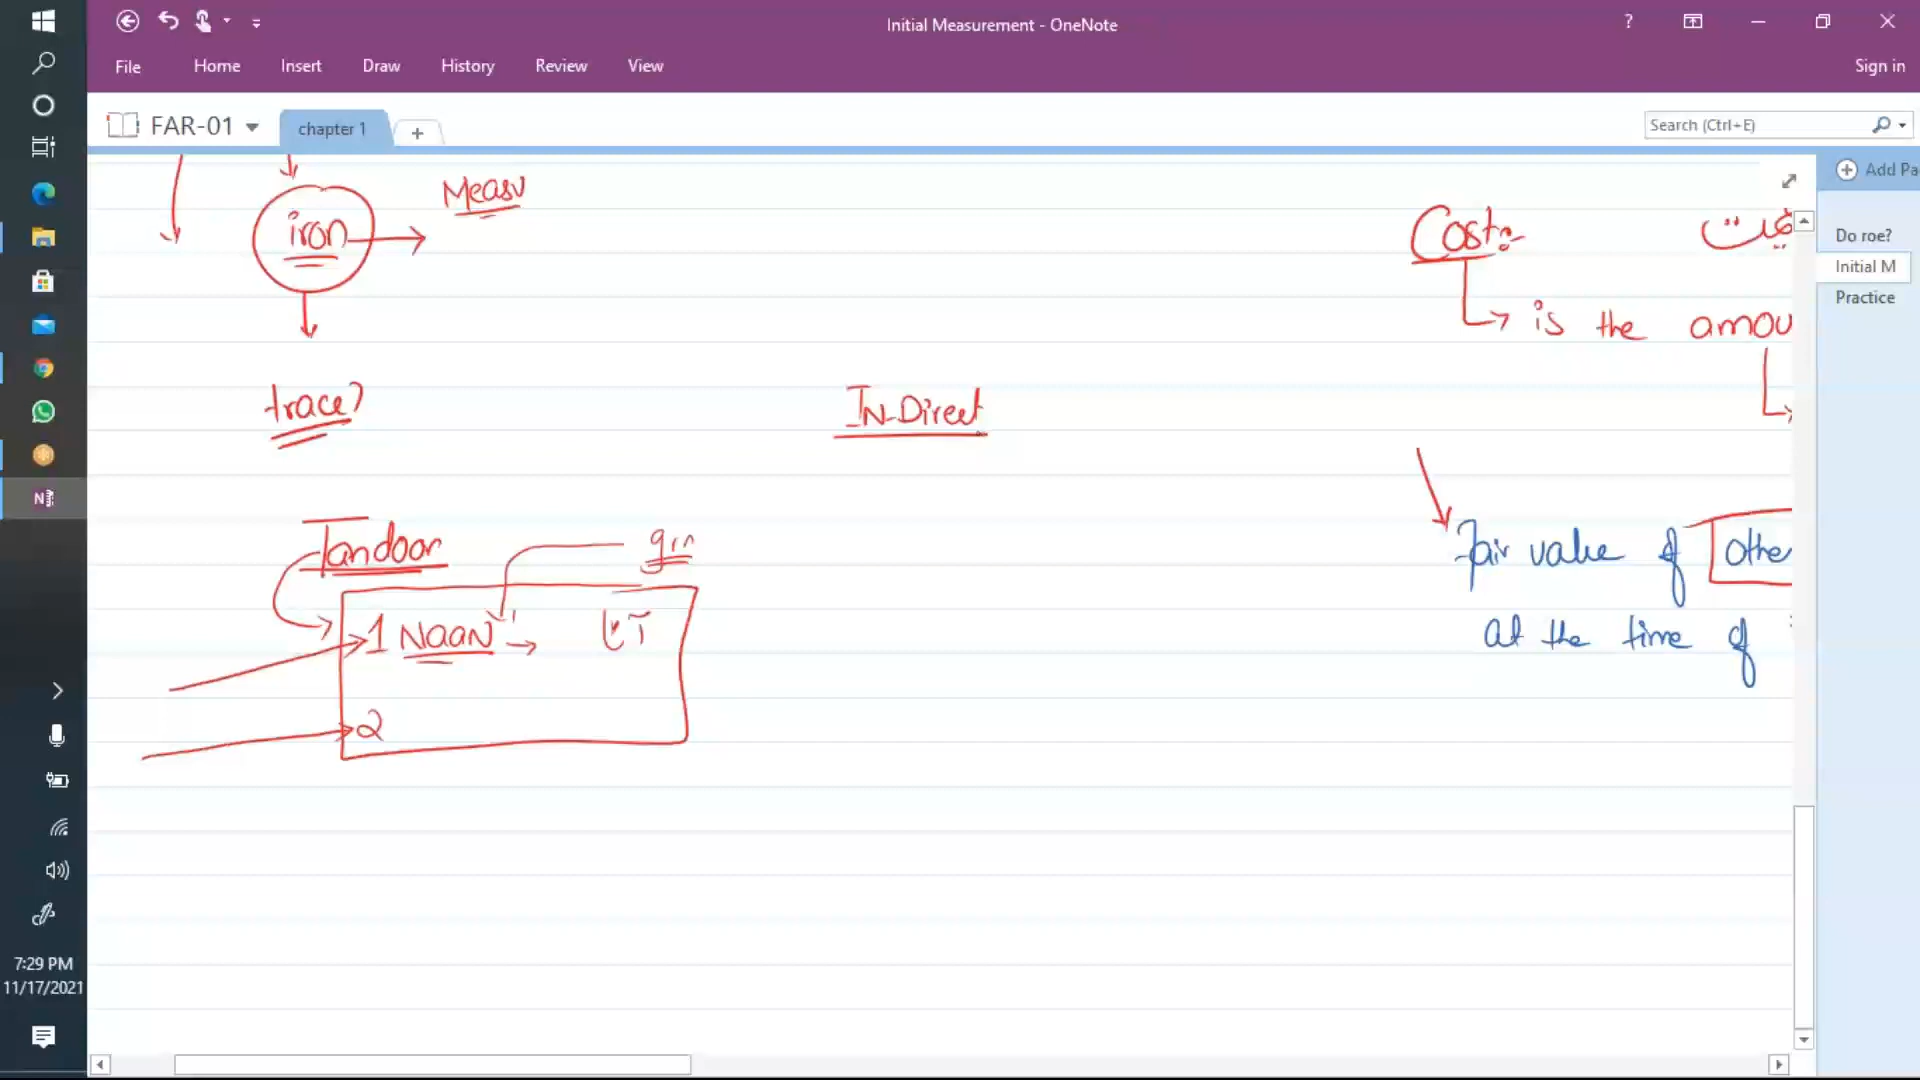 Initial Measurement - OneNote
?
File Home Insert Draw History Review View
Sign in
FAR-01
chapter 1
+
Search (Ctrl+E)
Add Pa
Do roe?
Initial M
Practice
iron
Measu
Cost:-
is the amou
trace?
IN-Direct
Tandoor
1 NaaN
2
Fair value of othe
at the time of
7:29 PM
11/17/2021